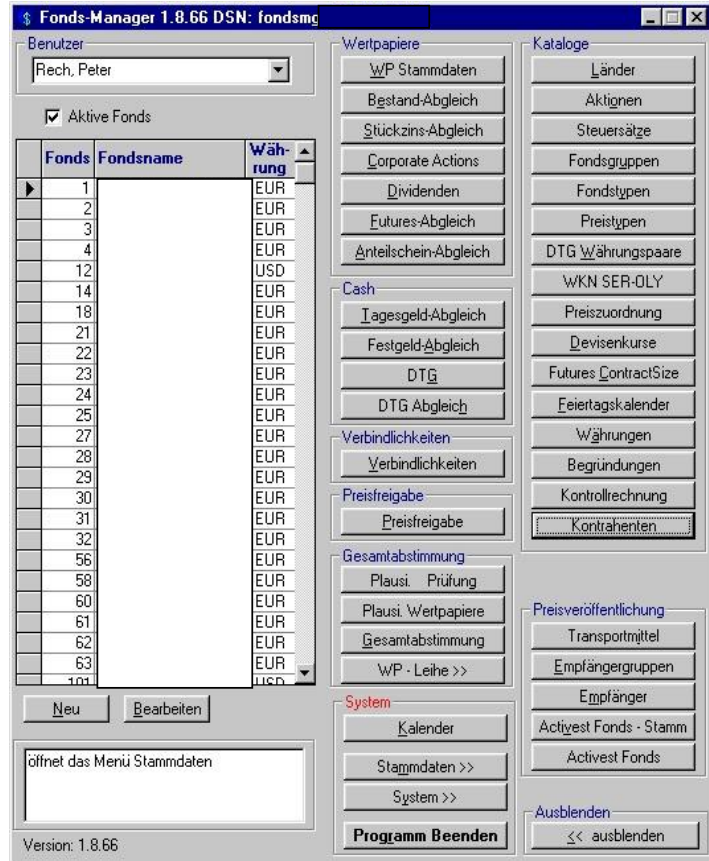 $ Fonds-Manager 1.8.66 DSN: fondsmg
Benutzer
Rech, Peter
Aktive Fonds
Fonds Fondsname Wäh-
rung
1 EUR
2 EUR
3 EUR
4 EUR
12 USD
14 EUR
18 EUR
21 EUR
22 EUR
23 EUR
24 EUR
25 EUR
27 EUR
28 EUR
29 EUR
30 EUR
31 EUR
32 EUR
56 EUR
58 EUR
60 EUR
61 EUR
62 EUR
63 EUR
101 USD
Neu Bearbeiten
öffnet das Menü Stammdaten
Version: 1.8.66
Wertpapiere
WP Stammdaten
Bestand-Abgleich
Stückzins-Abgleich
Corporate Actions
Dividenden
Futures-Abgleich
Anteilschein-Abgleich
Cash
Tagesgeld-Abgleich
Festgeld-Abgleich
DTG
DTG Abgleich
Verbindlichkeiten
Verbindlichkeiten
Preisfreigabe
Preisfreigabe
Gesamtabstimmung
Plausi. Prüfung
Plausi. Wertpapiere
Gesamtabstimmung
WP - Leihe >>
System
Kalender
Stammdaten >>
System >>
Programm Beenden
Kataloge
Länder
Aktionen
Steuersätze
Fondsgruppen
Fondstypen
Preistypen
DTG Währungspaare
WKN SER-OLY
Preiszuordnung
Devisenkurse
Futures ContractSize
Feiertagskalender
Währungen
Begründungen
Kontrollrechnung
Kontrahenten
Preisveröffentlichung
Transportmittel
Empfängergruppen
Empfänger
Activest Fonds - Stamm
Activest Fonds
Ausblenden
<< ausblenden